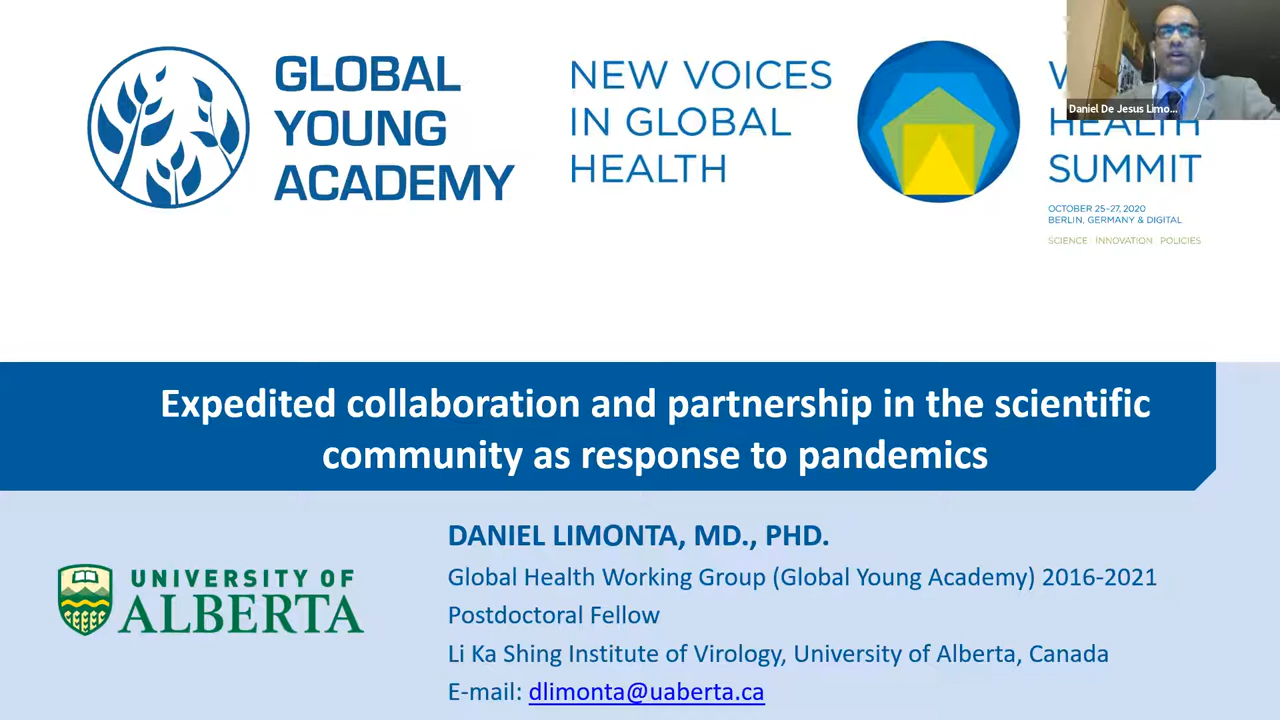 GLOBAL
YOUNG
ACADEMY
NEW VOICES
IN GLOBAL
HEALTH
HEALTH
SUMMIT
OCTOBER 25–27, 2020
BERLIN, GERMANY & DIGITAL
SCIENCE INNOVATION POLICIES
Daniel De Jesus Limo...
Expedited collaboration and partnership in the scientific
community as response to pandemics
UNIVERSITY OF
ALBERTA
DANIEL LIMONTA, MD., PHD.
Global Health Working Group (Global Young Academy) 2016-2021
Postdoctoral Fellow
Li Ka Shing Institute of Virology, University of Alberta, Canada
E-mail: dlimonta@uaberta.ca